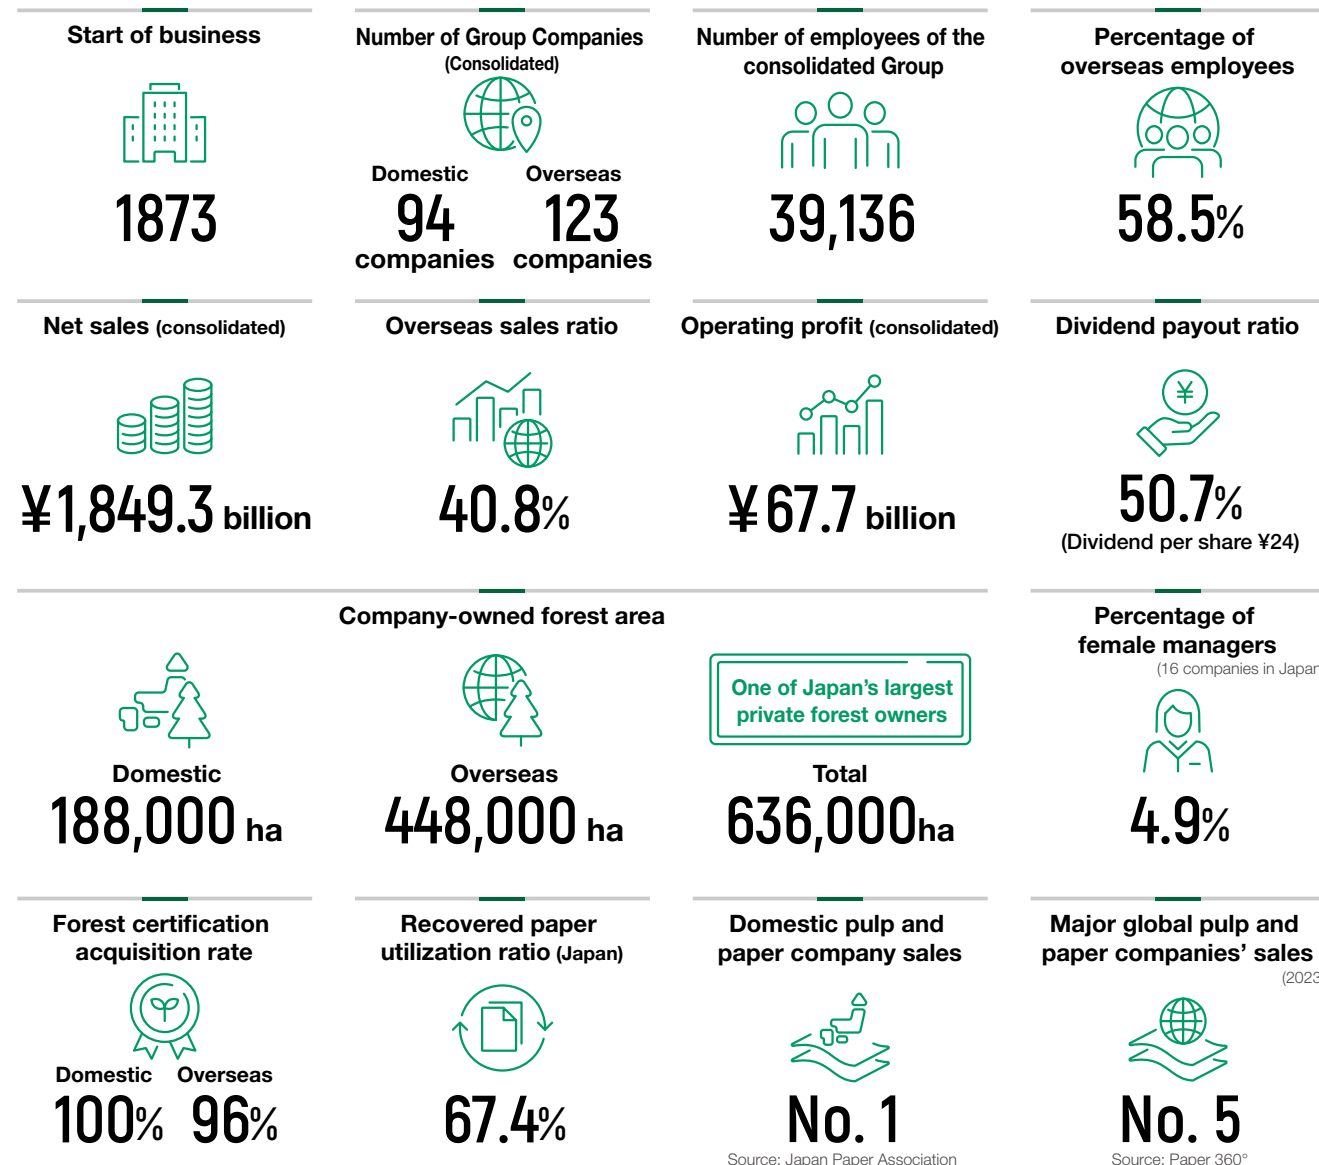 Start of business
1873
Number of Group Companies
(Consolidated)
Domestic
94
companies
Overseas
123
companies
Number of employees of the
consolidated Group
39,136
Percentage of
overseas employees
58.5%
Net sales (consolidated)
¥1,849.3 billion
Overseas sales ratio
40.8%
Operating profit (consolidated)
¥67.7 billion
Dividend payout ratio
¥
50.7%
(Dividend per share ¥24)
Company-owned forest area
Domestic
188,000 ha
Overseas
448,000 ha
One of Japan's largest
private forest owners
Total
636,000ha
Percentage of
female managers
(16 companies in Japan
4.9%
Forest certification
acquisition rate
Domestic
100%
Overseas
96%
Recovered paper
utilization ratio (Japan)
67.4%
Domestic pulp and
paper company sales
No. 1
Source: Japan Paper Association
Major global pulp and
paper companies' sales
(2023
No. 5
Source: Paper 360°